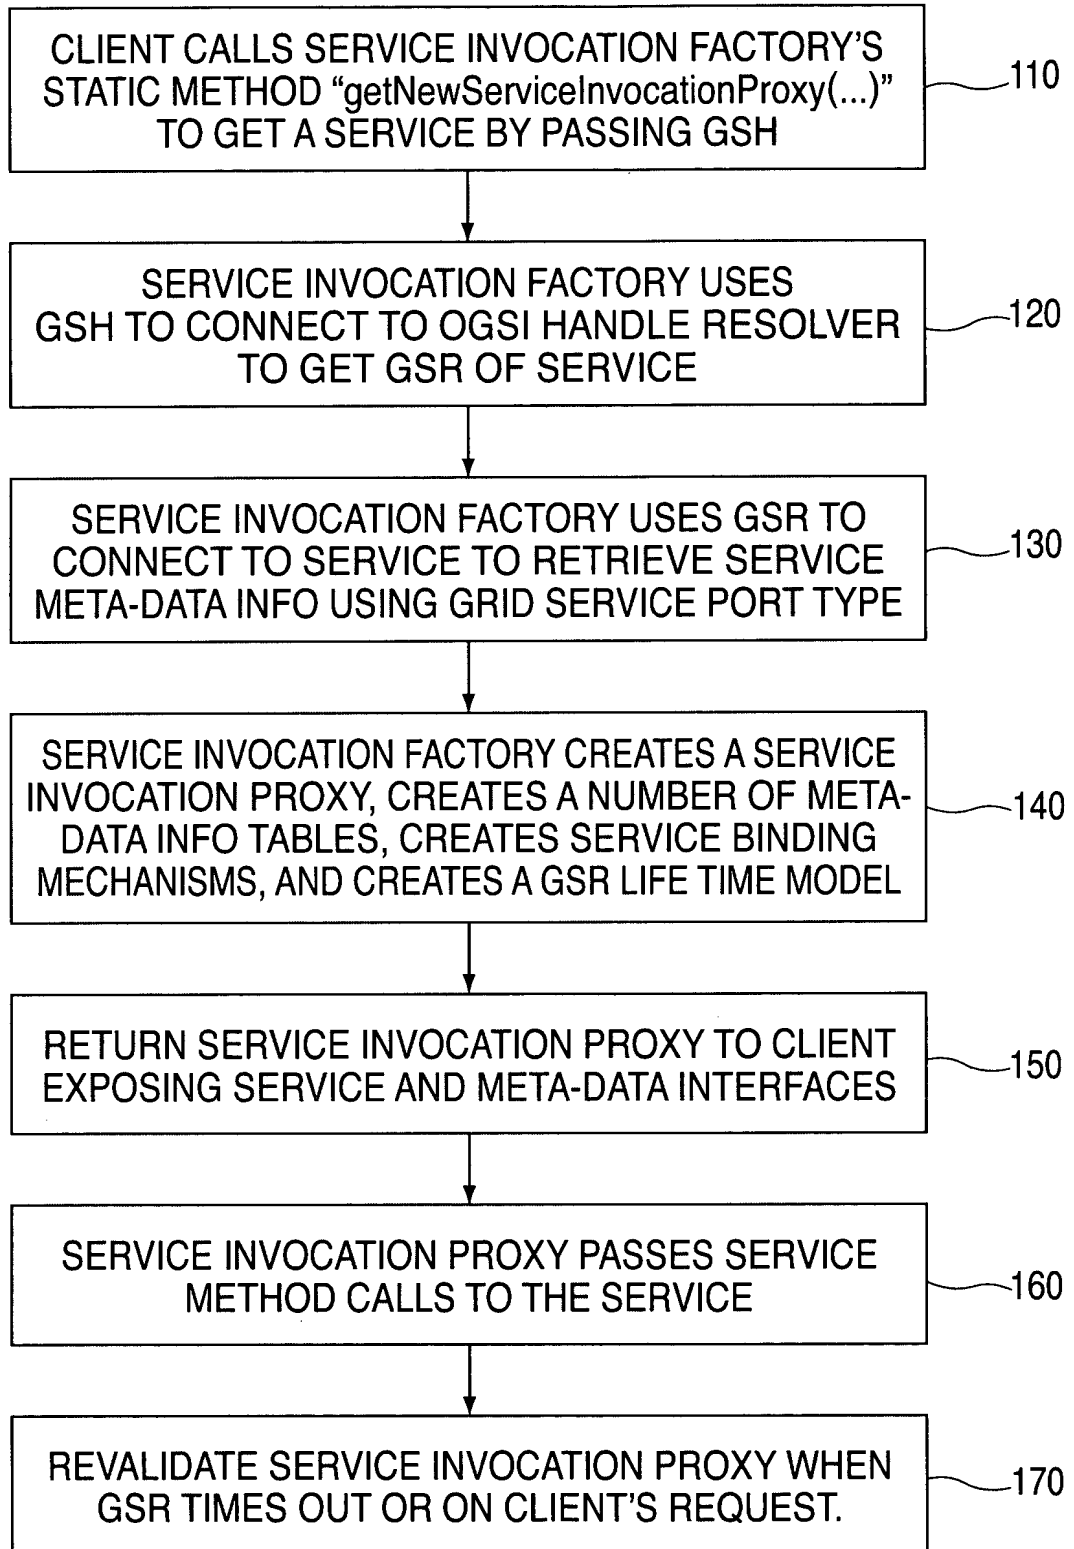 CLIENT CALLS SERVICE INVOCATION FACTORY'S
STATIC METHOD “getNewServiceInvocationProxy(...)”
TO GET A SERVICE BY PASSING GSH
110
SERVICE INVOCATION FACTORY USES
GSH TO CONNECT TO OGSI HANDLE RESOLVER
TO GET GSR OF SERVICE
120
SERVICE INVOCATION FACTORY USES GSR TO
CONNECT TO SERVICE TO RETRIEVE SERVICE
META-DATA INFO USING GRID SERVICE PORT TYPE
130
SERVICE INVOCATION FACTORY CREATES A SERVICE
INVOCATION PROXY, CREATES A NUMBER OF META-
DATA INFO TABLES, CREATES SERVICE BINDING
MECHANISMS, AND CREATES A GSR LIFE TIME MODEL
140
RETURN SERVICE INVOCATION PROXY TO CLIENT
EXPOSING SERVICE AND META-DATA INTERFACES
150
SERVICE INVOCATION PROXY PASSES SERVICE
METHOD CALLS TO THE SERVICE
160
REVALIDATE SERVICE INVOCATION PROXY WHEN
GSR TIMES OUT OR ON CLIENT'S REQUEST.
170